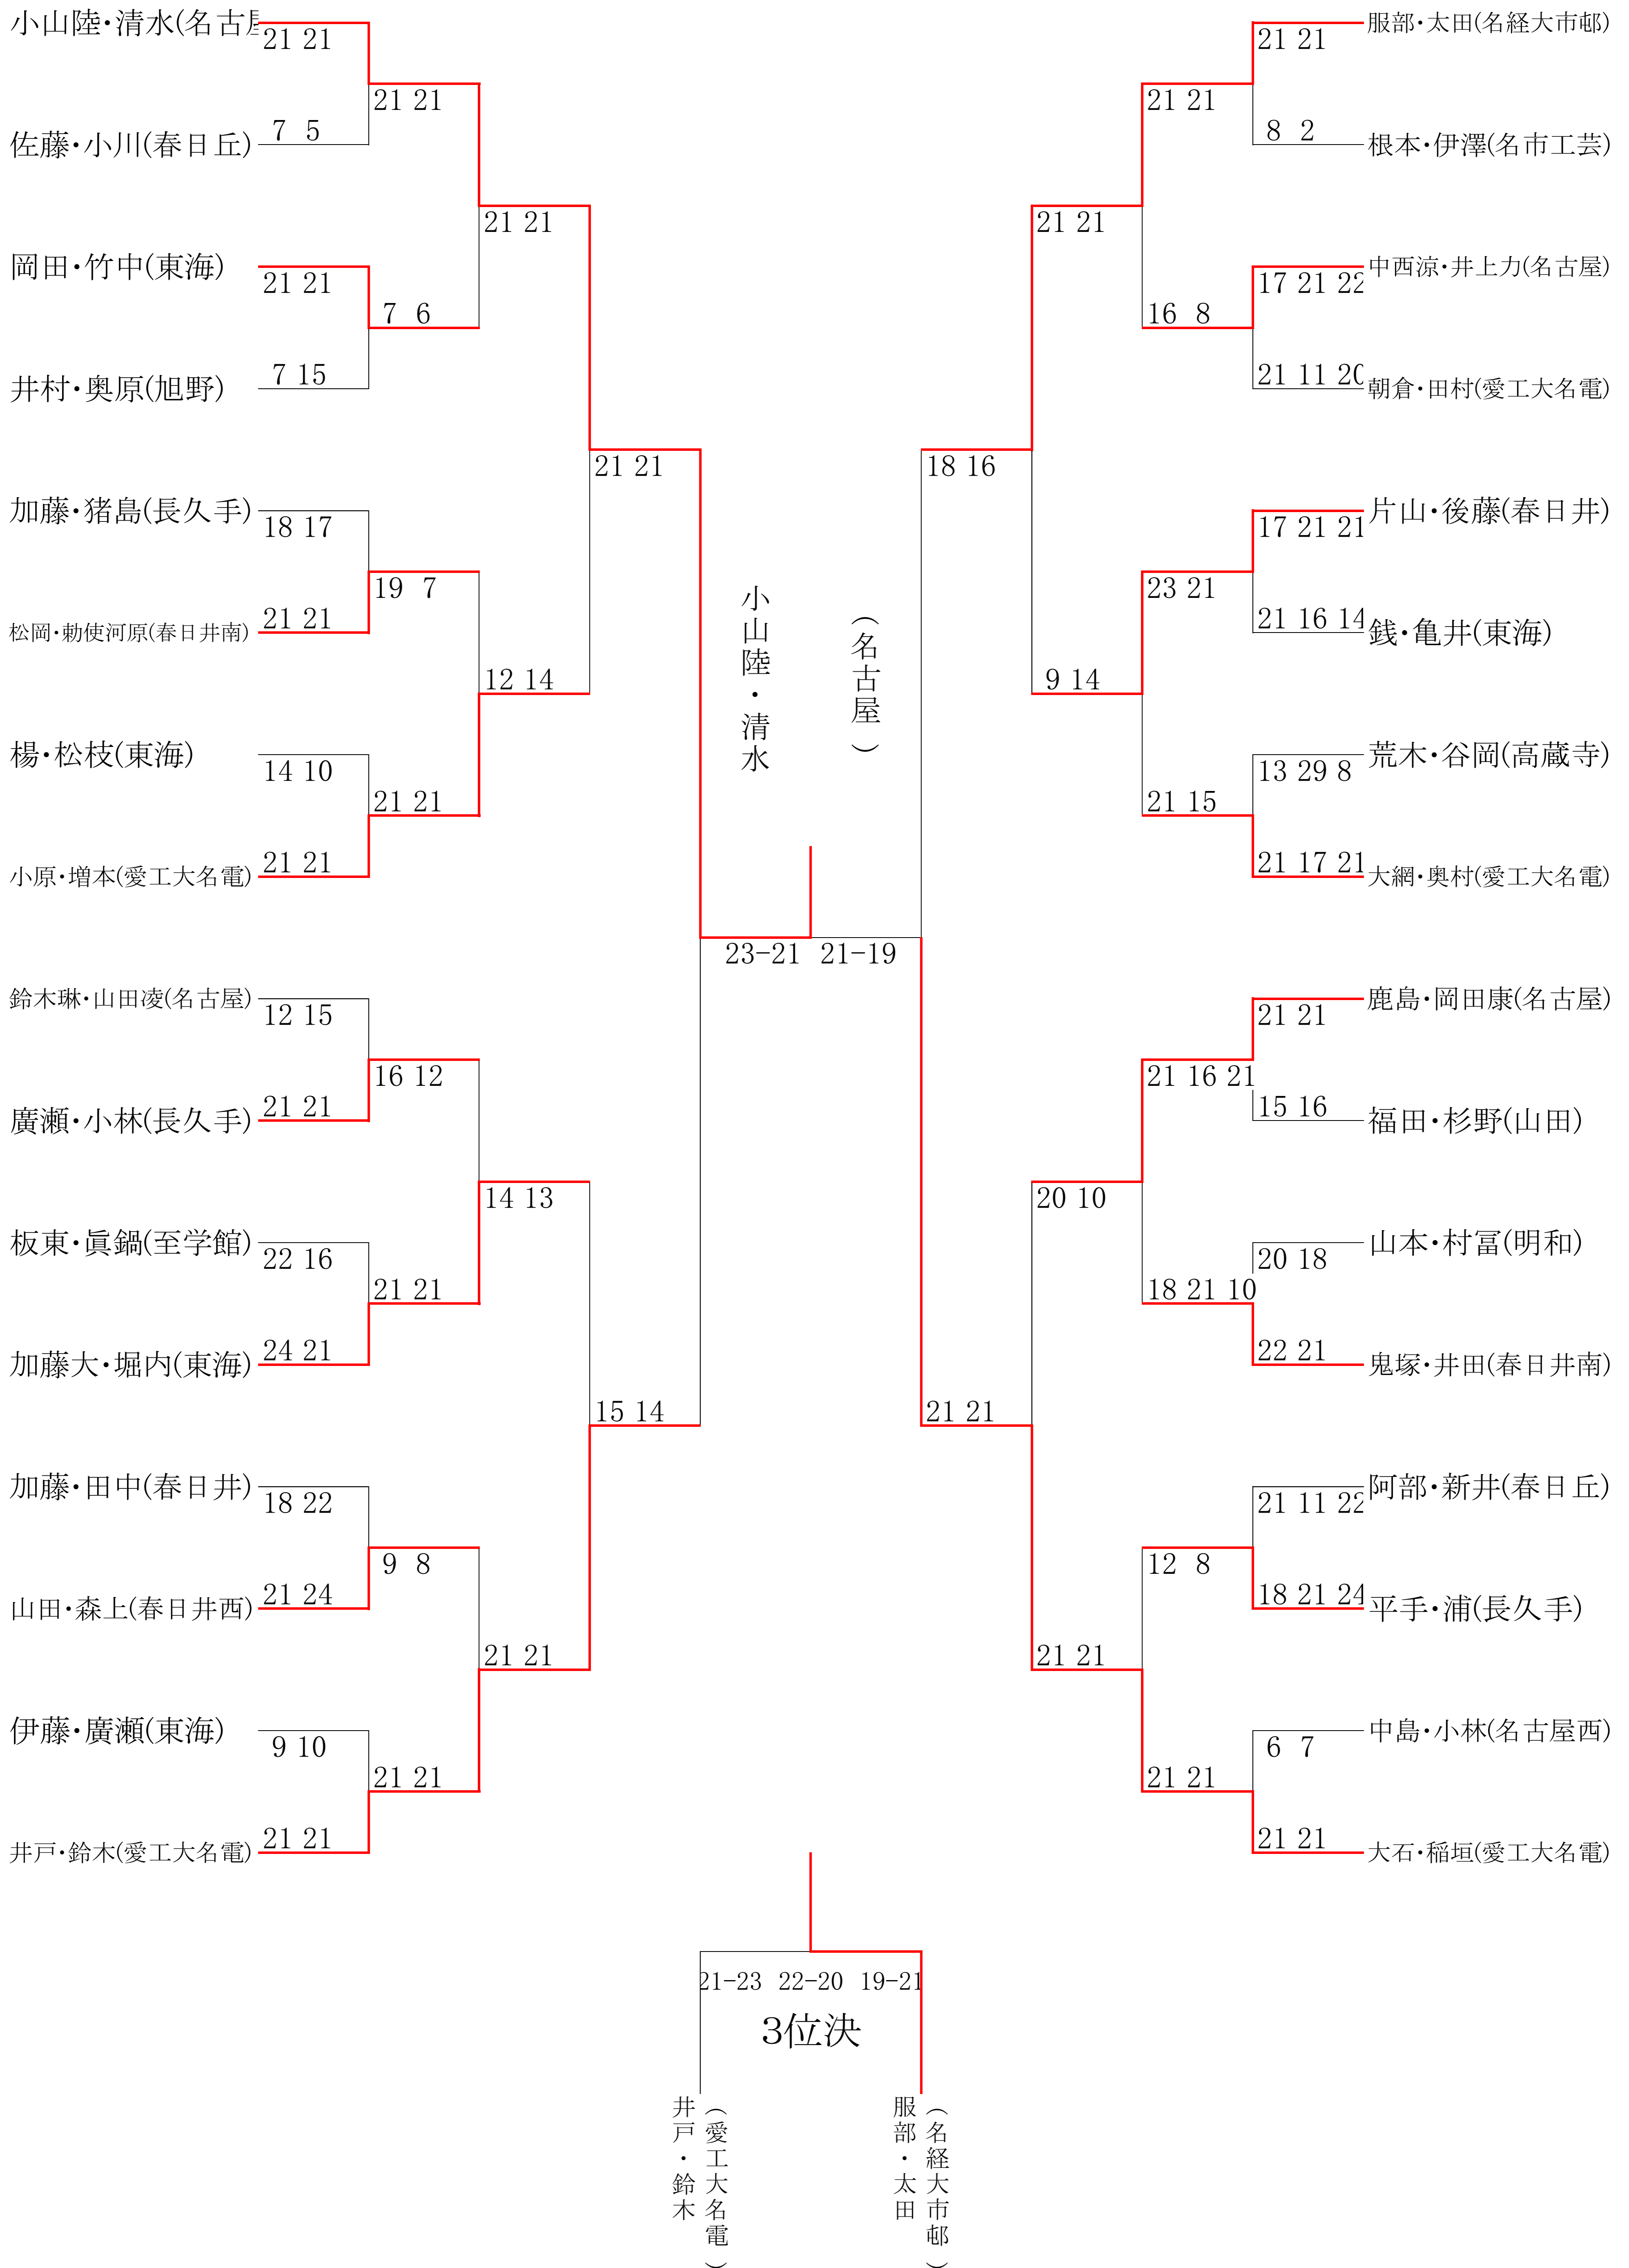 小山陸・清水(名古屋
21 21
21 21
佐藤・小川(春日丘)
7 5
21 21
岡田・竹中(東海)
21 21
7 6
井村・奥原(旭野)
7 15
21 21
加藤・猪島(長久手)
18 17
19 7
松岡・勅使河原(春日井南)
21 21
12 14
楊・松枝(東海)
14 10
21 21
小原・増本(愛工大名電)
21 21
鈴木琳・山田凌(名古屋)
12 15
16 12
廣瀬・小林(長久手)
21 21
14 13
板東・眞鍋(至学館)
22 16
21 21
加藤大・堀内(東海)
24 21
15 14
加藤・田中(春日井)
18 22
9 8
山田・森上(春日井西)
21 24
21 21
伊藤・廣瀬(東海)
9 10
21 21
井戸・鈴木(愛工大名電)
21 21
小山陸・清水
(名古屋)
23-21 21-19
服部・太田(名経大市邨)
21 21
21 21
根本・伊澤(名市工芸)
8 2
21 21
中西涼・井上力(名古屋)
17 21 22
16 8
朝倉・田村(愛工大名電)
21 11 20
18 16
片山・後藤(春日井)
17 21 21
23 21
銭・亀井(東海)
21 16 14
9 14
荒木・谷岡(高蔵寺)
13 29 8
21 15
大網・奥村(愛工大名電)
21 17 21
鹿島・岡田康(名古屋)
21 21
21 16 21
福田・杉野(山田)
15 16
20 10
山本・村冨(明和)
20 18
18 21 10
鬼塚・井田(春日井南)
22 21
21 21
阿部・新井(春日丘)
21 11 22
12 8
平手・浦(長久手)
18 21 24
21 21
中島・小林(名古屋西)
6 7
21 21
大石・稲垣(愛工大名電)
21 21
21-23 22-20 19-21
3位決
井戸・鈴木
(愛工大名電)
服部・太田
(名経大市邨)